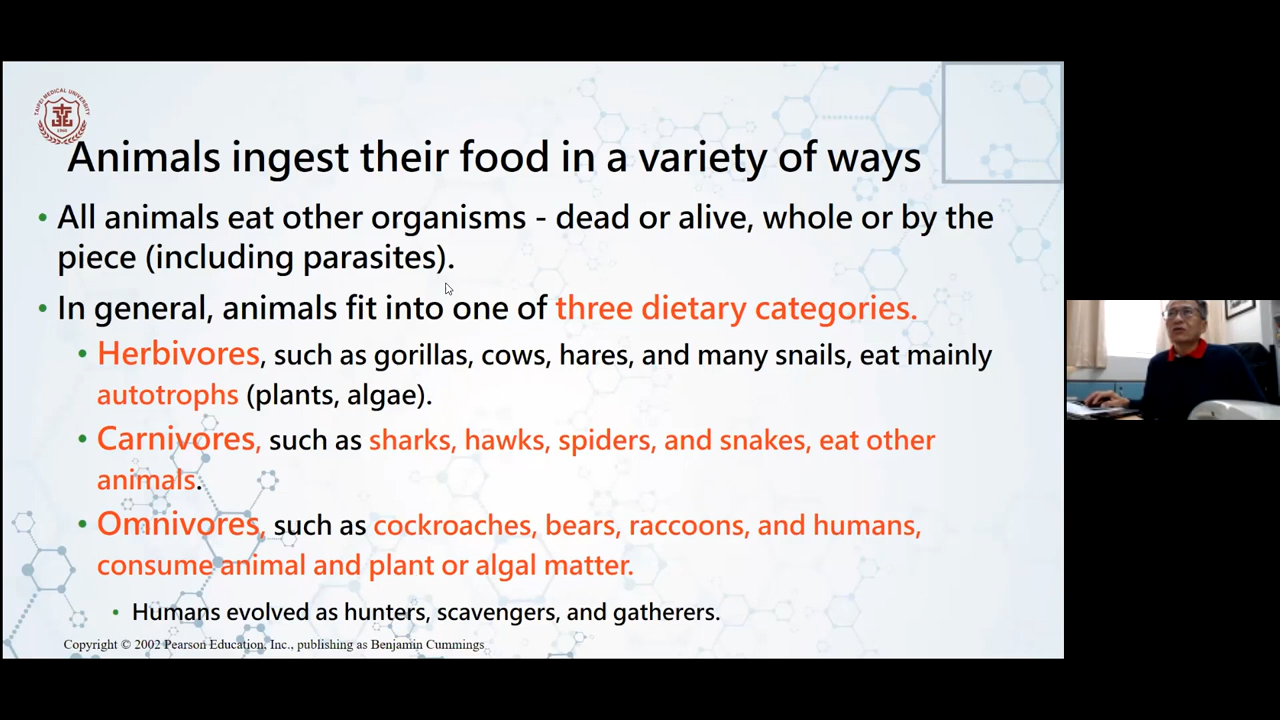 TAIPEI MEDICAL UNIVERSITY
1960
Animals ingest their food in a variety of ways
• All animals eat other organisms - dead or alive, whole or by the
piece (including parasites).
• In general, animals fit into one of three dietary categories.
• Herbivores, such as gorillas, cows, hares, and many snails, eat mainly
autotrophs (plants, algae).
• Carnivores, such as sharks, hawks, spiders, and snakes, eat other
animals.
• Omnivores, such as cockroaches, bears, raccoons, and humans,
consume animal and plant or algal matter.
• Humans evolved as hunters, scavengers, and gatherers.
Copyright © 2002 Pearson Education, Inc., publishing as Benjamin Cummings